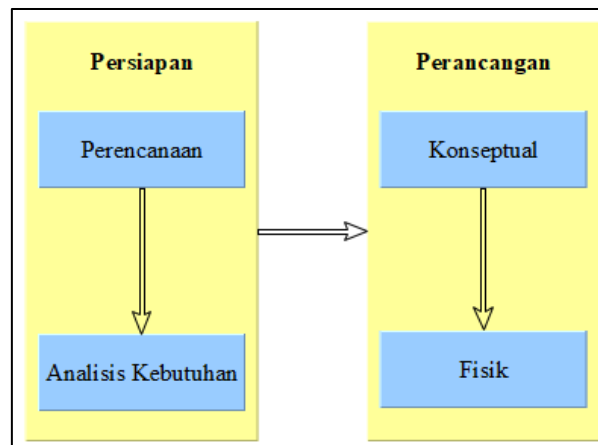 Persiapan
Perencanaan
Analisis Kebutuhan
Perancangan
Konseptual
Fisik